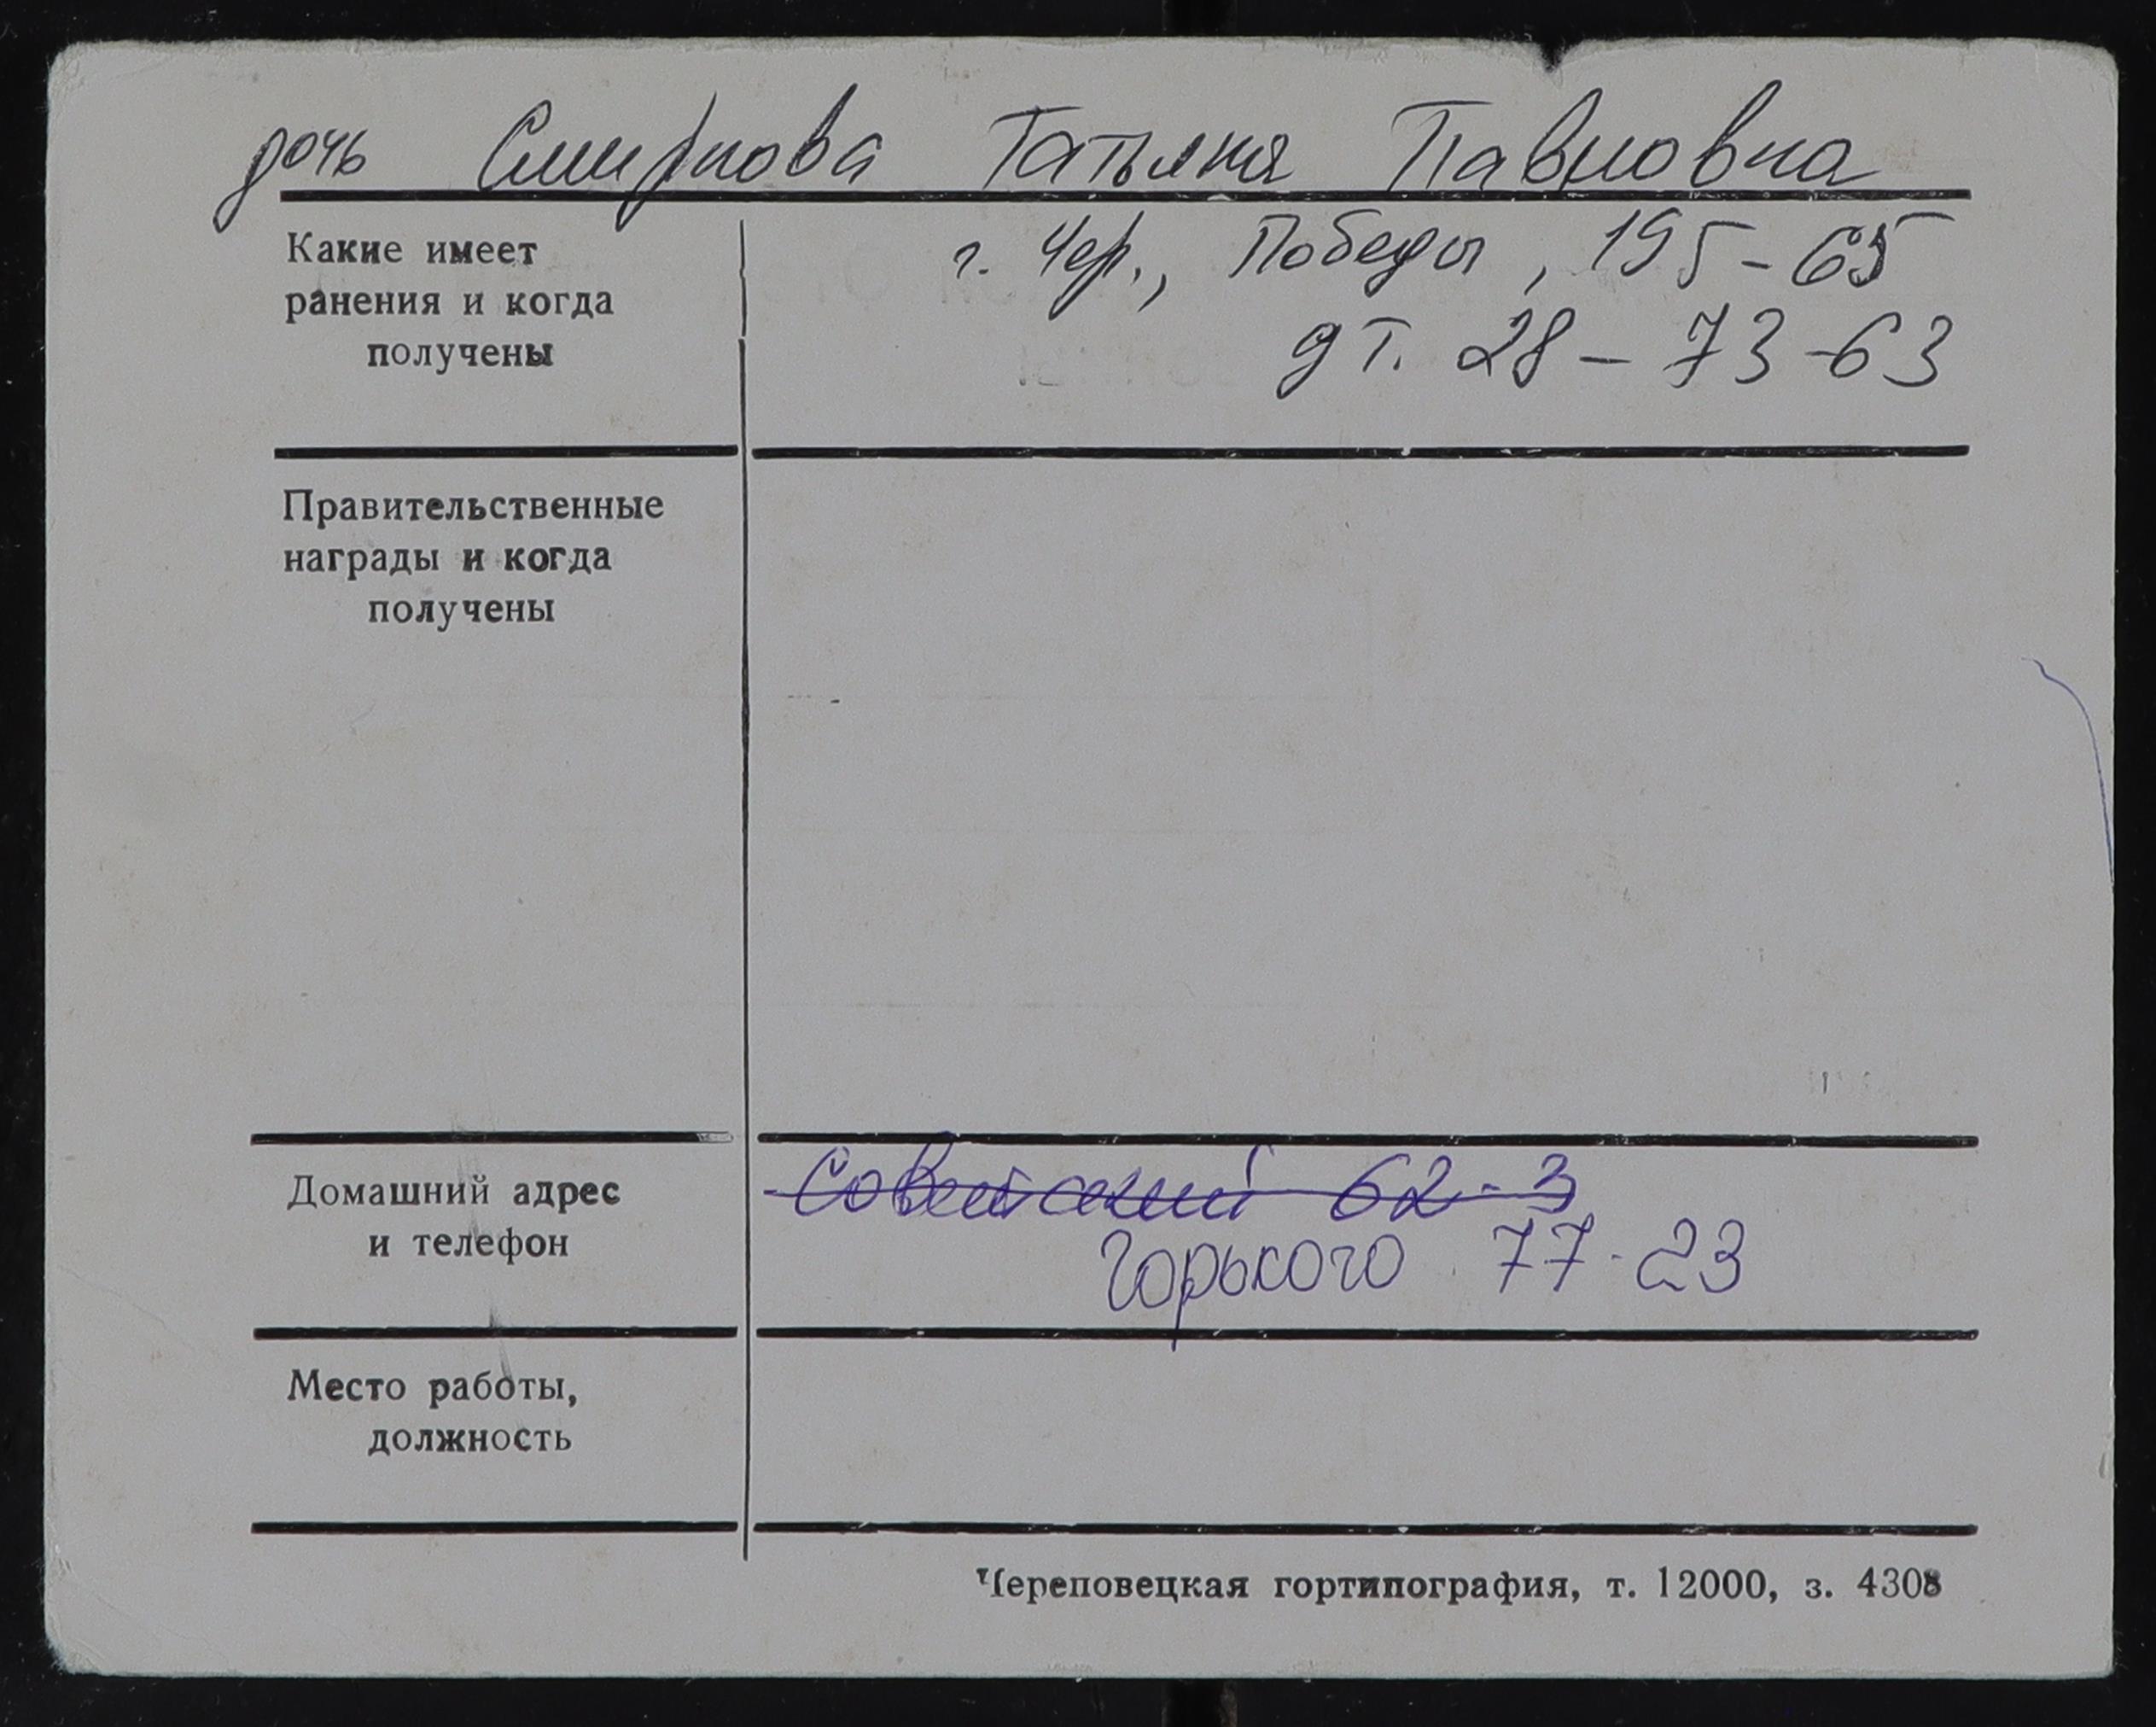 дочь Смирнова Татьяна Павловна
Какие имеет
ранения и когда
получены
г. Чер., Победы, 195-65
дт. 28-73-63
Правительственные
награды и когда
получены
Домашний адрес
и телефон
Советский 62-3
Горького 77-23
Место работы,
должность
Череповецкая гортипография, т. 12000, з. 4308